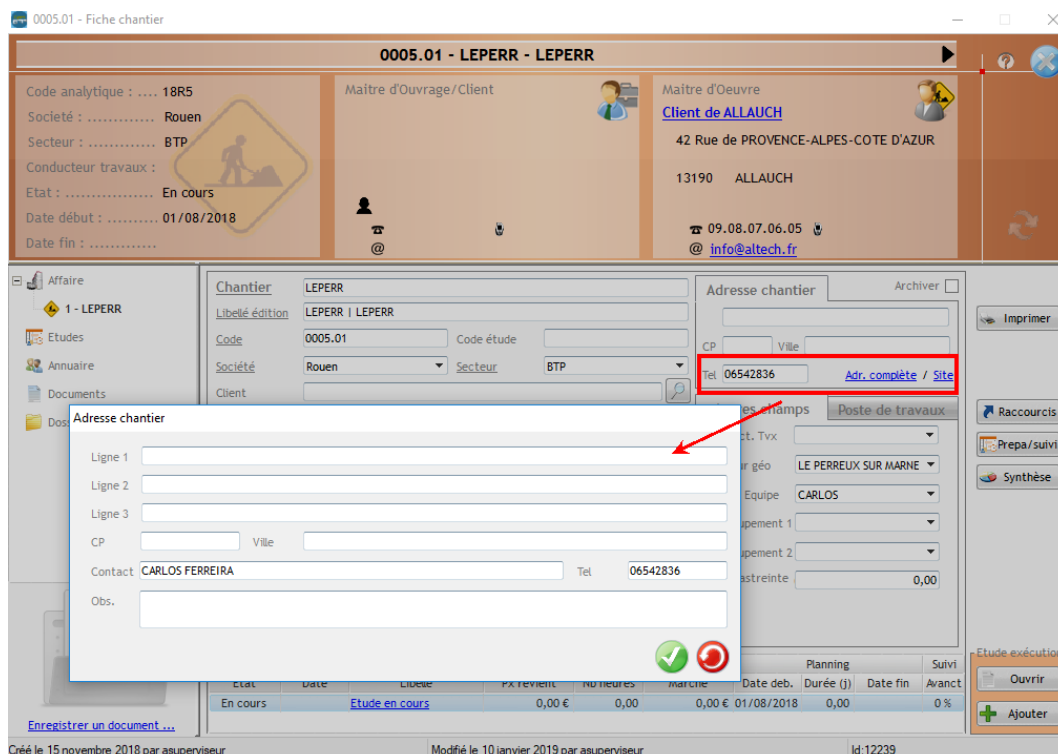 0005.01 - Fiche chantier
0005.01 - LEPERR - LEPERR
Code analytique : .... 18R5
Societé : ............. Rouen
Secteur : ............. BTP
Conducteur travaux :
Etat : ................. En cours
Date début : .......... 01/08/2018
Date fin : .............
Maitre d'Ouvrage/Client
@
Maitre d'Oeuvre
Client de ALLAUCH
42 Rue de PROVENCE-ALPES-COTE D'AZUR
13190 ALLAUCH
09.08.07.06.05
@ info@altech.fr
Affaire
1 - LEPERR
Etudes
Annuaire
Documents
Chantier LEPERR
Libellé édition LEPERR | LEPERR
Code 0005.01 Code étude
Société Rouen Secteur BTP
Client
Adresse chantier Archiver
CP Ville
Tel 06542836 Adr. complète / Site
Poste de travaux
géo LE PERREUX SUR MARNE
Equipe CARLOS
0,00
Imprimer
Raccourcis
Prepa/suivi
Synthèse
Adresse chantier
Ligne 1
Ligne 2
Ligne 3
CP Ville
Contact CARLOS FERREIRA Tel 06542836
Obs.
Planning Suivi
Etat Date Libellé Px revient Nb heures Marché Date deb. Durée (j) Date fin Avanct
En cours Etude en cours 0,00 € 0,00 0,00 € 01/08/2018 0,00 0 %
Etude exécution
Ouvrir
Ajouter
Enregistrer un document ...
Créé le 15 novembre 2018 par asuperviseur Modifié le 10 janvier 2019 par asuperviseur Id:12239